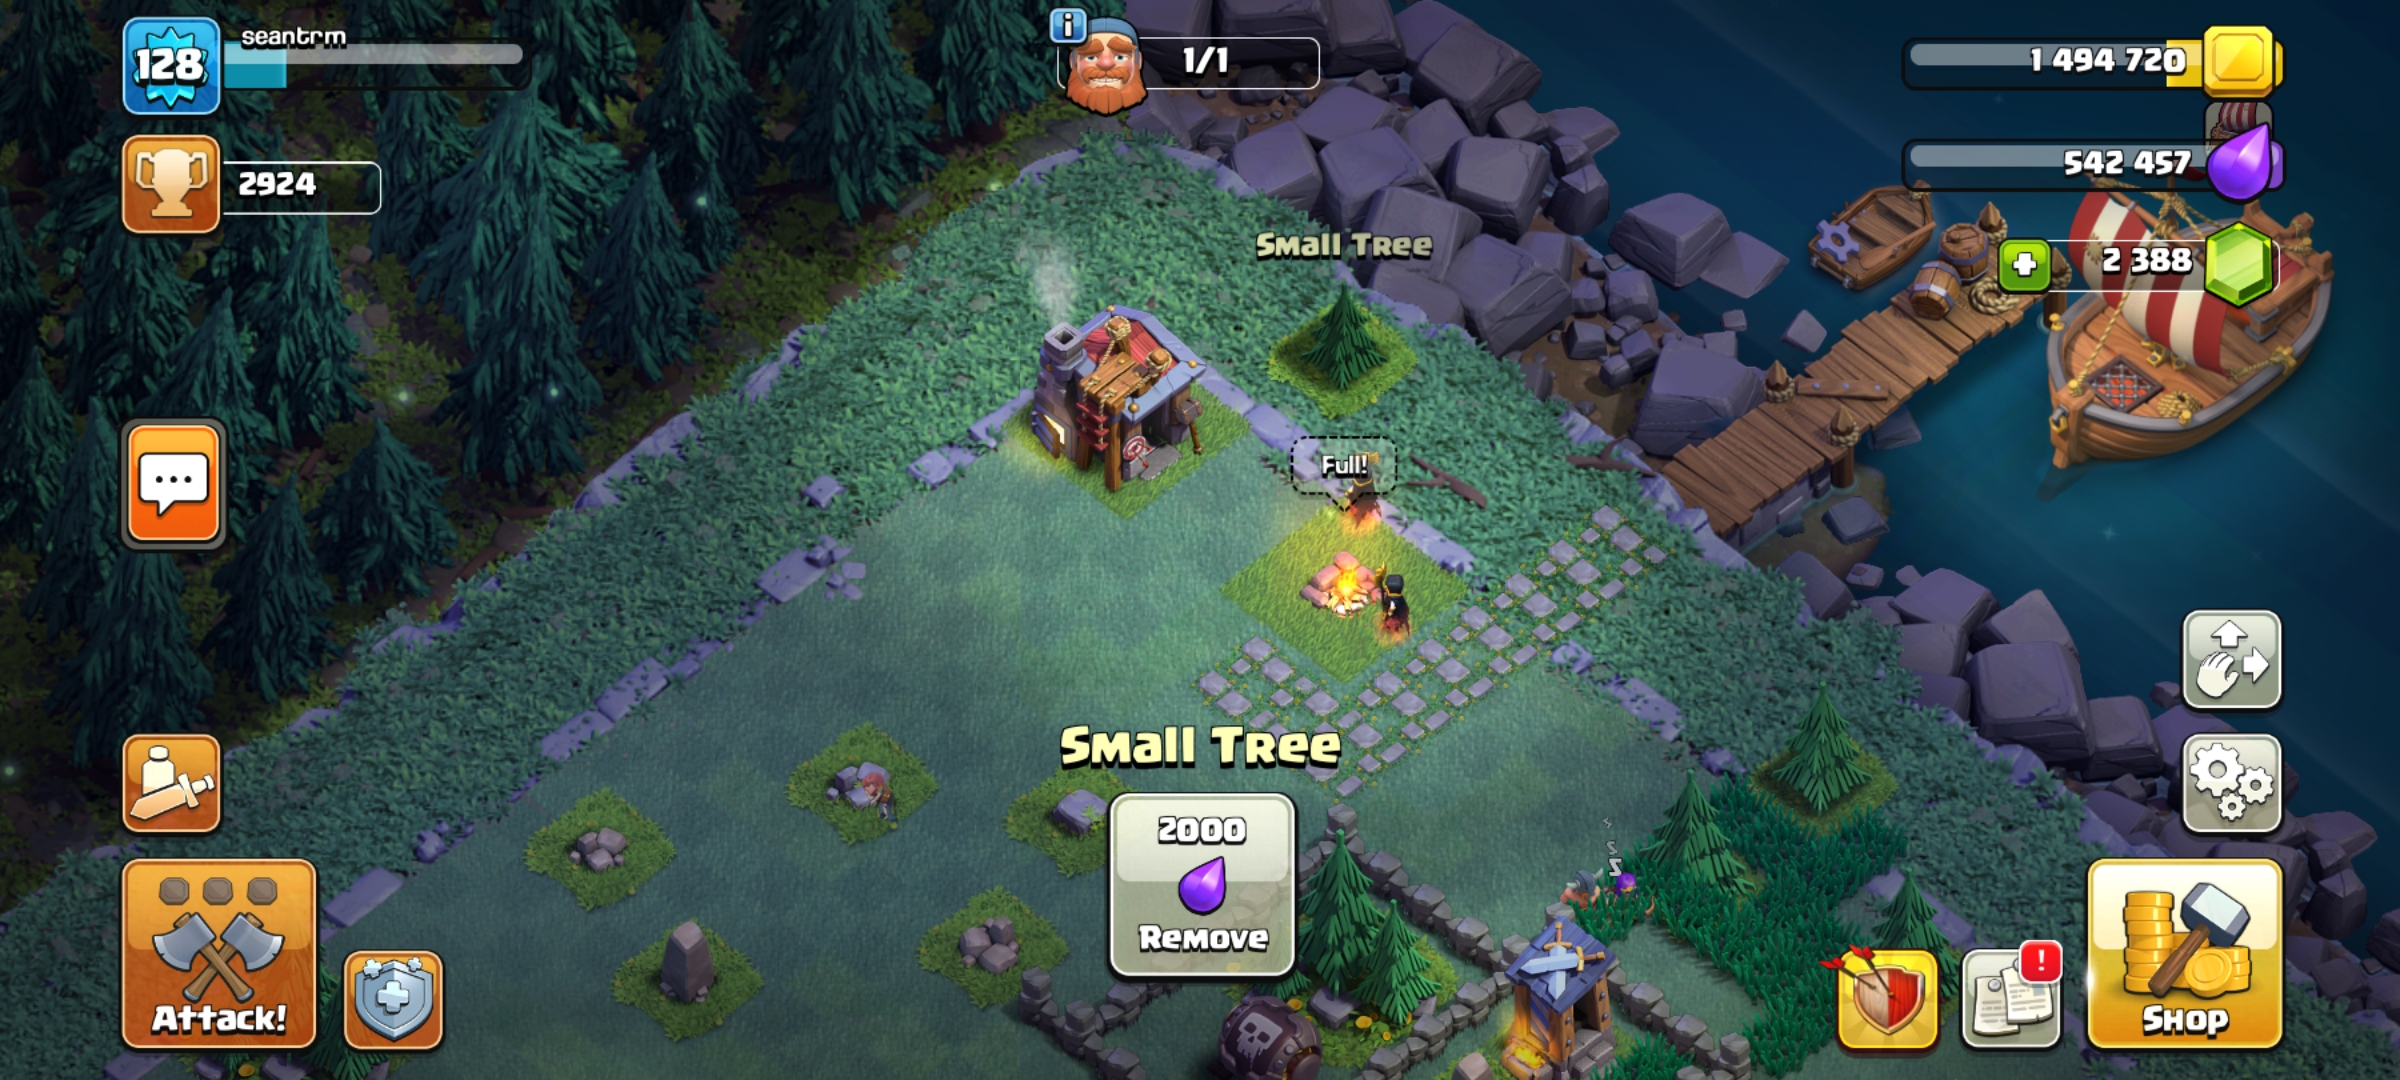 128
seantrm
1/1
1 494 720
2924
542 457
2 388
Small Tree
Full!
Small Tree
2000
Remove
Attack!
!
Shop